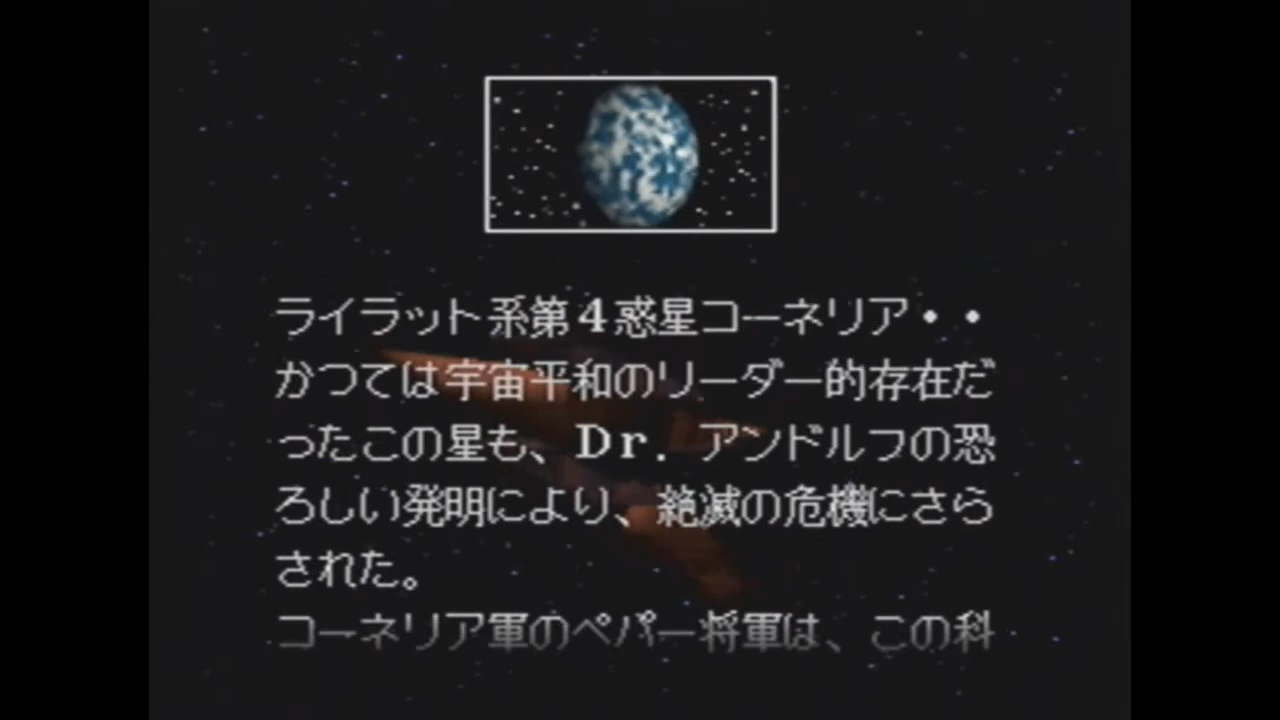 ライラット系第4惑星コーネリア・・
かつては宇宙平和のリーダー的存在だ
ったこの星も、Dr. アンドルフの恐
ろしい発明により、絶滅の危機にさら
された。
コーネリア軍のペパー将軍は、この科